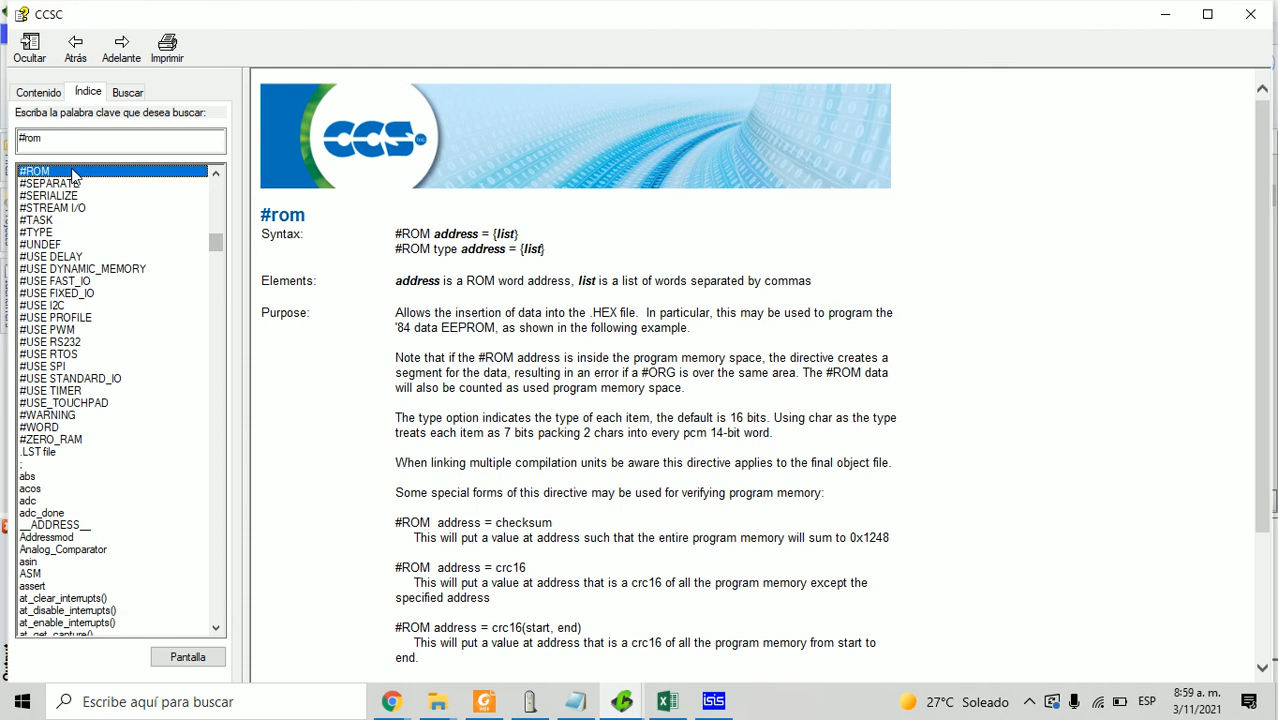 CCSC
Ocultar Atrás Adelante Imprimir
Contenido Índice Buscar
Escriba la palabra clave que desea buscar:
#rom
#ROM
#SEPARATE
#SERIALIZE
#STREAM I/O
#TASK
#TYPE
#UNDEF
#USE DELAY
#USE DYNAMIC_MEMORY
#USE FAST_IO
#USE FIXED_IO
#USE I2C
#USE PROFILE
#USE PWM
#USE RS232
#USE RTOS
#USE SPI
#USE STANDARD_IO
#USE TIMER
#USE_TOUCHPAD
#WARNING
#WORD
#ZERO_RAM
.LST file
;
abs
acos
adc
adc_done
__ADDRESS__
Addressmod
Analog_Comparator
asin
ASM
assert
at_clear_interrupts()
at_disable_interrupts()
at_enable_interrupts()
at_get_capture()
Pantalla
CCS inc
#rom
Syntax: #ROM address = {list}
#ROM type address = {list}
Elements: address is a ROM word address, list is a list of words separated by commas
Purpose: Allows the insertion of data into the .HEX file. In particular, this may be used to program the
'84 data EEPROM, as shown in the following example.
Note that if the #ROM address is inside the program memory space, the directive creates a
segment for the data, resulting in an error if a #ORG is over the same area. The #ROM data
will also be counted as used program memory space.
The type option indicates the type of each item, the default is 16 bits. Using char as the type
treats each item as 7 bits packing 2 chars into every pcm 14-bit word.
When linking multiple compilation units be aware this directive applies to the final object file.
Some special forms of this directive may be used for verifying program memory:
#ROM address = checksum
This will put a value at address such that the entire program memory will sum to 0x1248
#ROM address = crc16
This will put a value at address that is a crc16 of all the program memory except the
specified address
#ROM address = crc16(start, end)
This will put a value at address that is a crc16 of all the program memory from start to
end.
Escribe aquí para buscar
isis
27°C Soleado
ESP
8:59 a. m.
3/11/2021